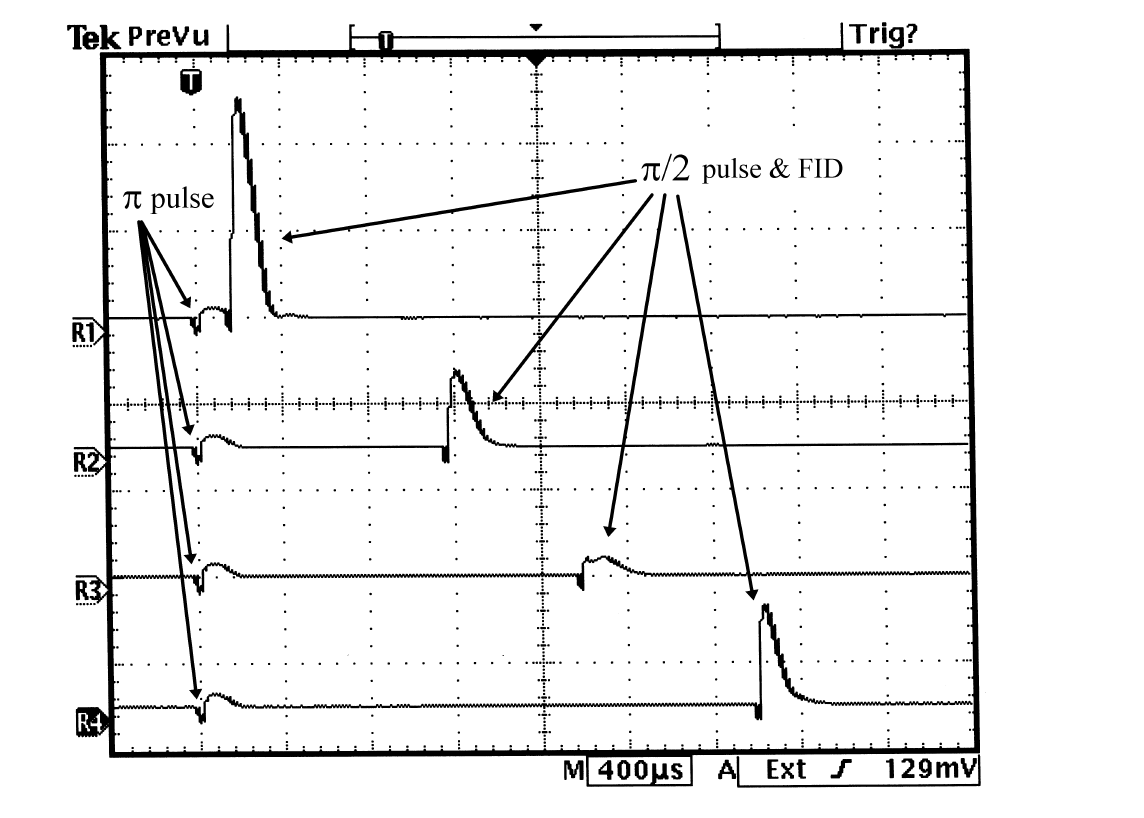 Tek PreVu
Trig?
T
T
π/2 pulse & FID
π pulse
R1
R2
R3
R4
M 400µs A Ext 129mV